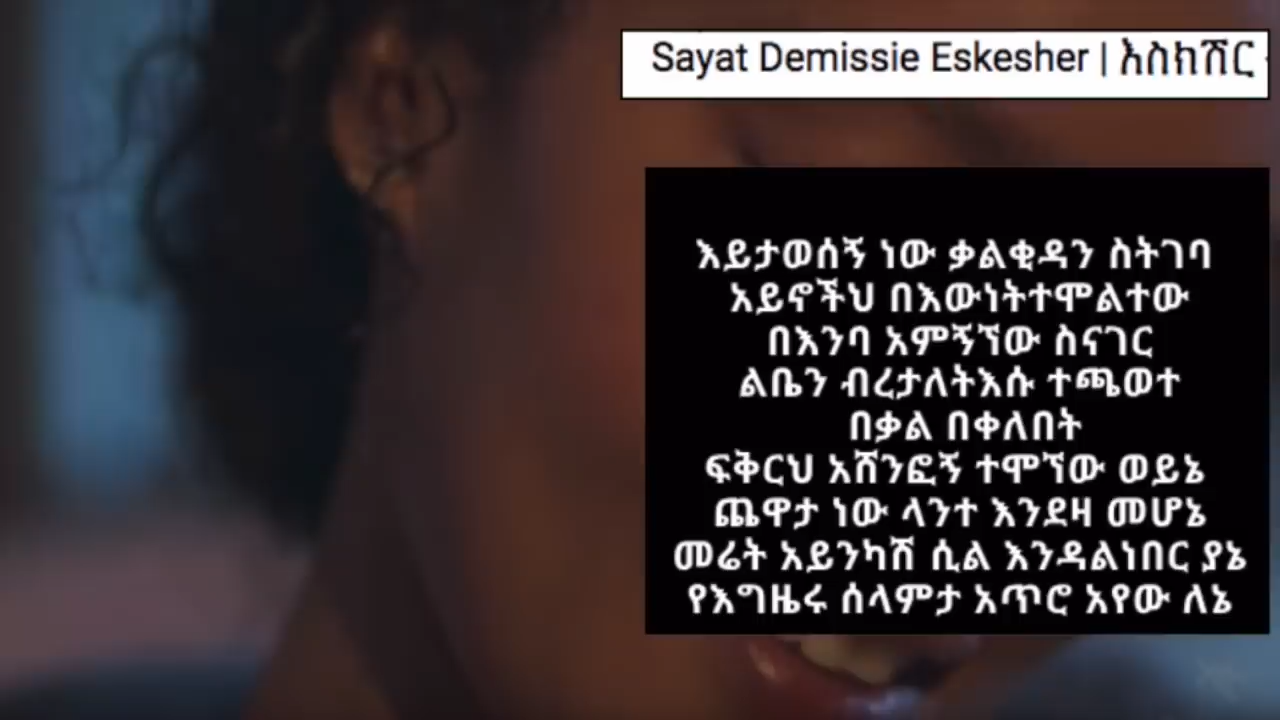 Sayat Demissie Eskesher | እስክሽር
እይታወሰኝ ነው ቃልቂዳን ስትገባ
አይኖችህ በእውነትተሞልተው
በእንባ አምኝኘው ስናገር
ልቤን ብረታለትእሱ ተጫወተ
በቃል በቀለበት
ፍቅርህ አሸንፎኝ ተሞኘው ወይኔ
ጨዋታ ነው ላንተ እንደዛ መሆኔ
መሬት አይንካሽ ሲል እንዳልነበር ያኔ
የእግዜሩ ሰላምታ አጥሮ አየው ለኔ